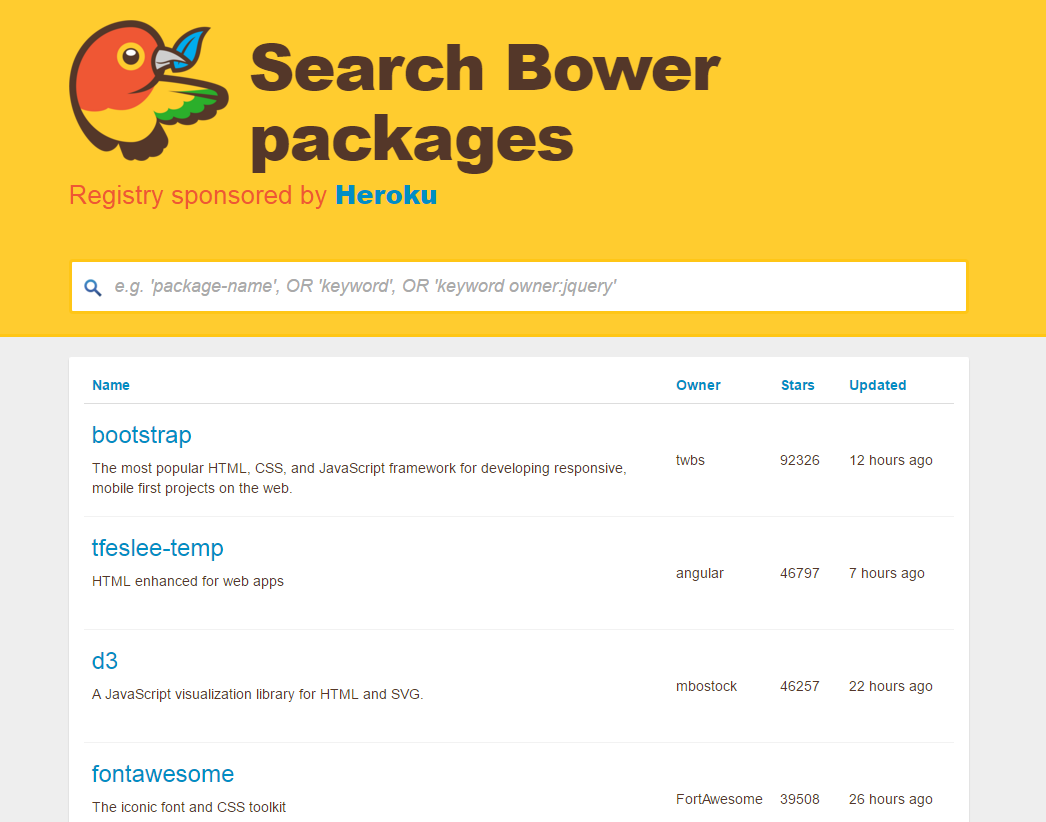 Search Bower
packages
Registry sponsored by Heroku
e.g. 'package-name', OR 'keyword', OR 'keyword owner:jquery'
Name Owner Stars Updated
bootstrap
The most popular HTML, CSS, and JavaScript framework for developing responsive,
mobile first projects on the web.
twbs 92326 12 hours ago
tfeslee-temp
HTML enhanced for web apps
angular 46797 7 hours ago
d3
A JavaScript visualization library for HTML and SVG.
mbostock 46257 22 hours ago
fontawesome
The iconic font and CSS toolkit
FortAwesome 39508 26 hours ago